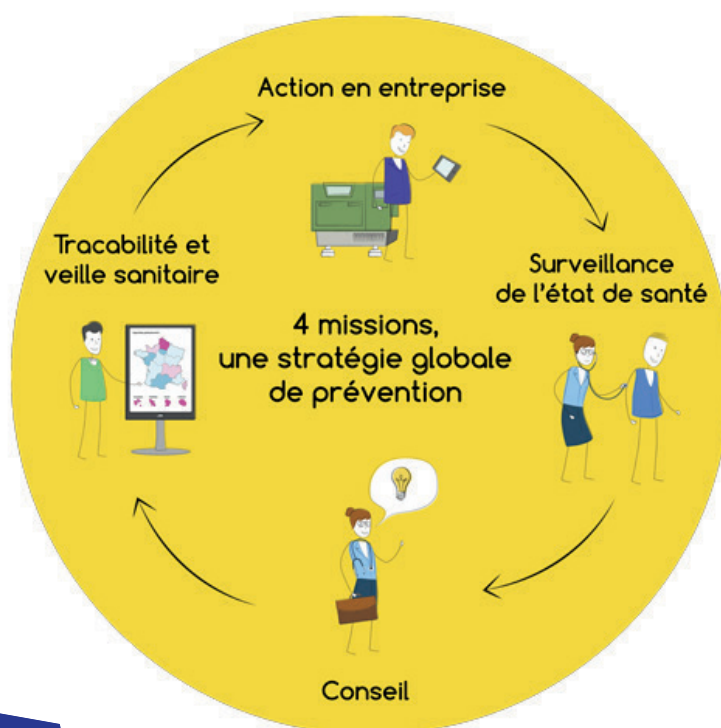 Action en entreprise
Surveillance
de l'état de santé
Conseil
Tracabilité et
veille sanitaire
4 missions,
une stratégie globale
de prévention